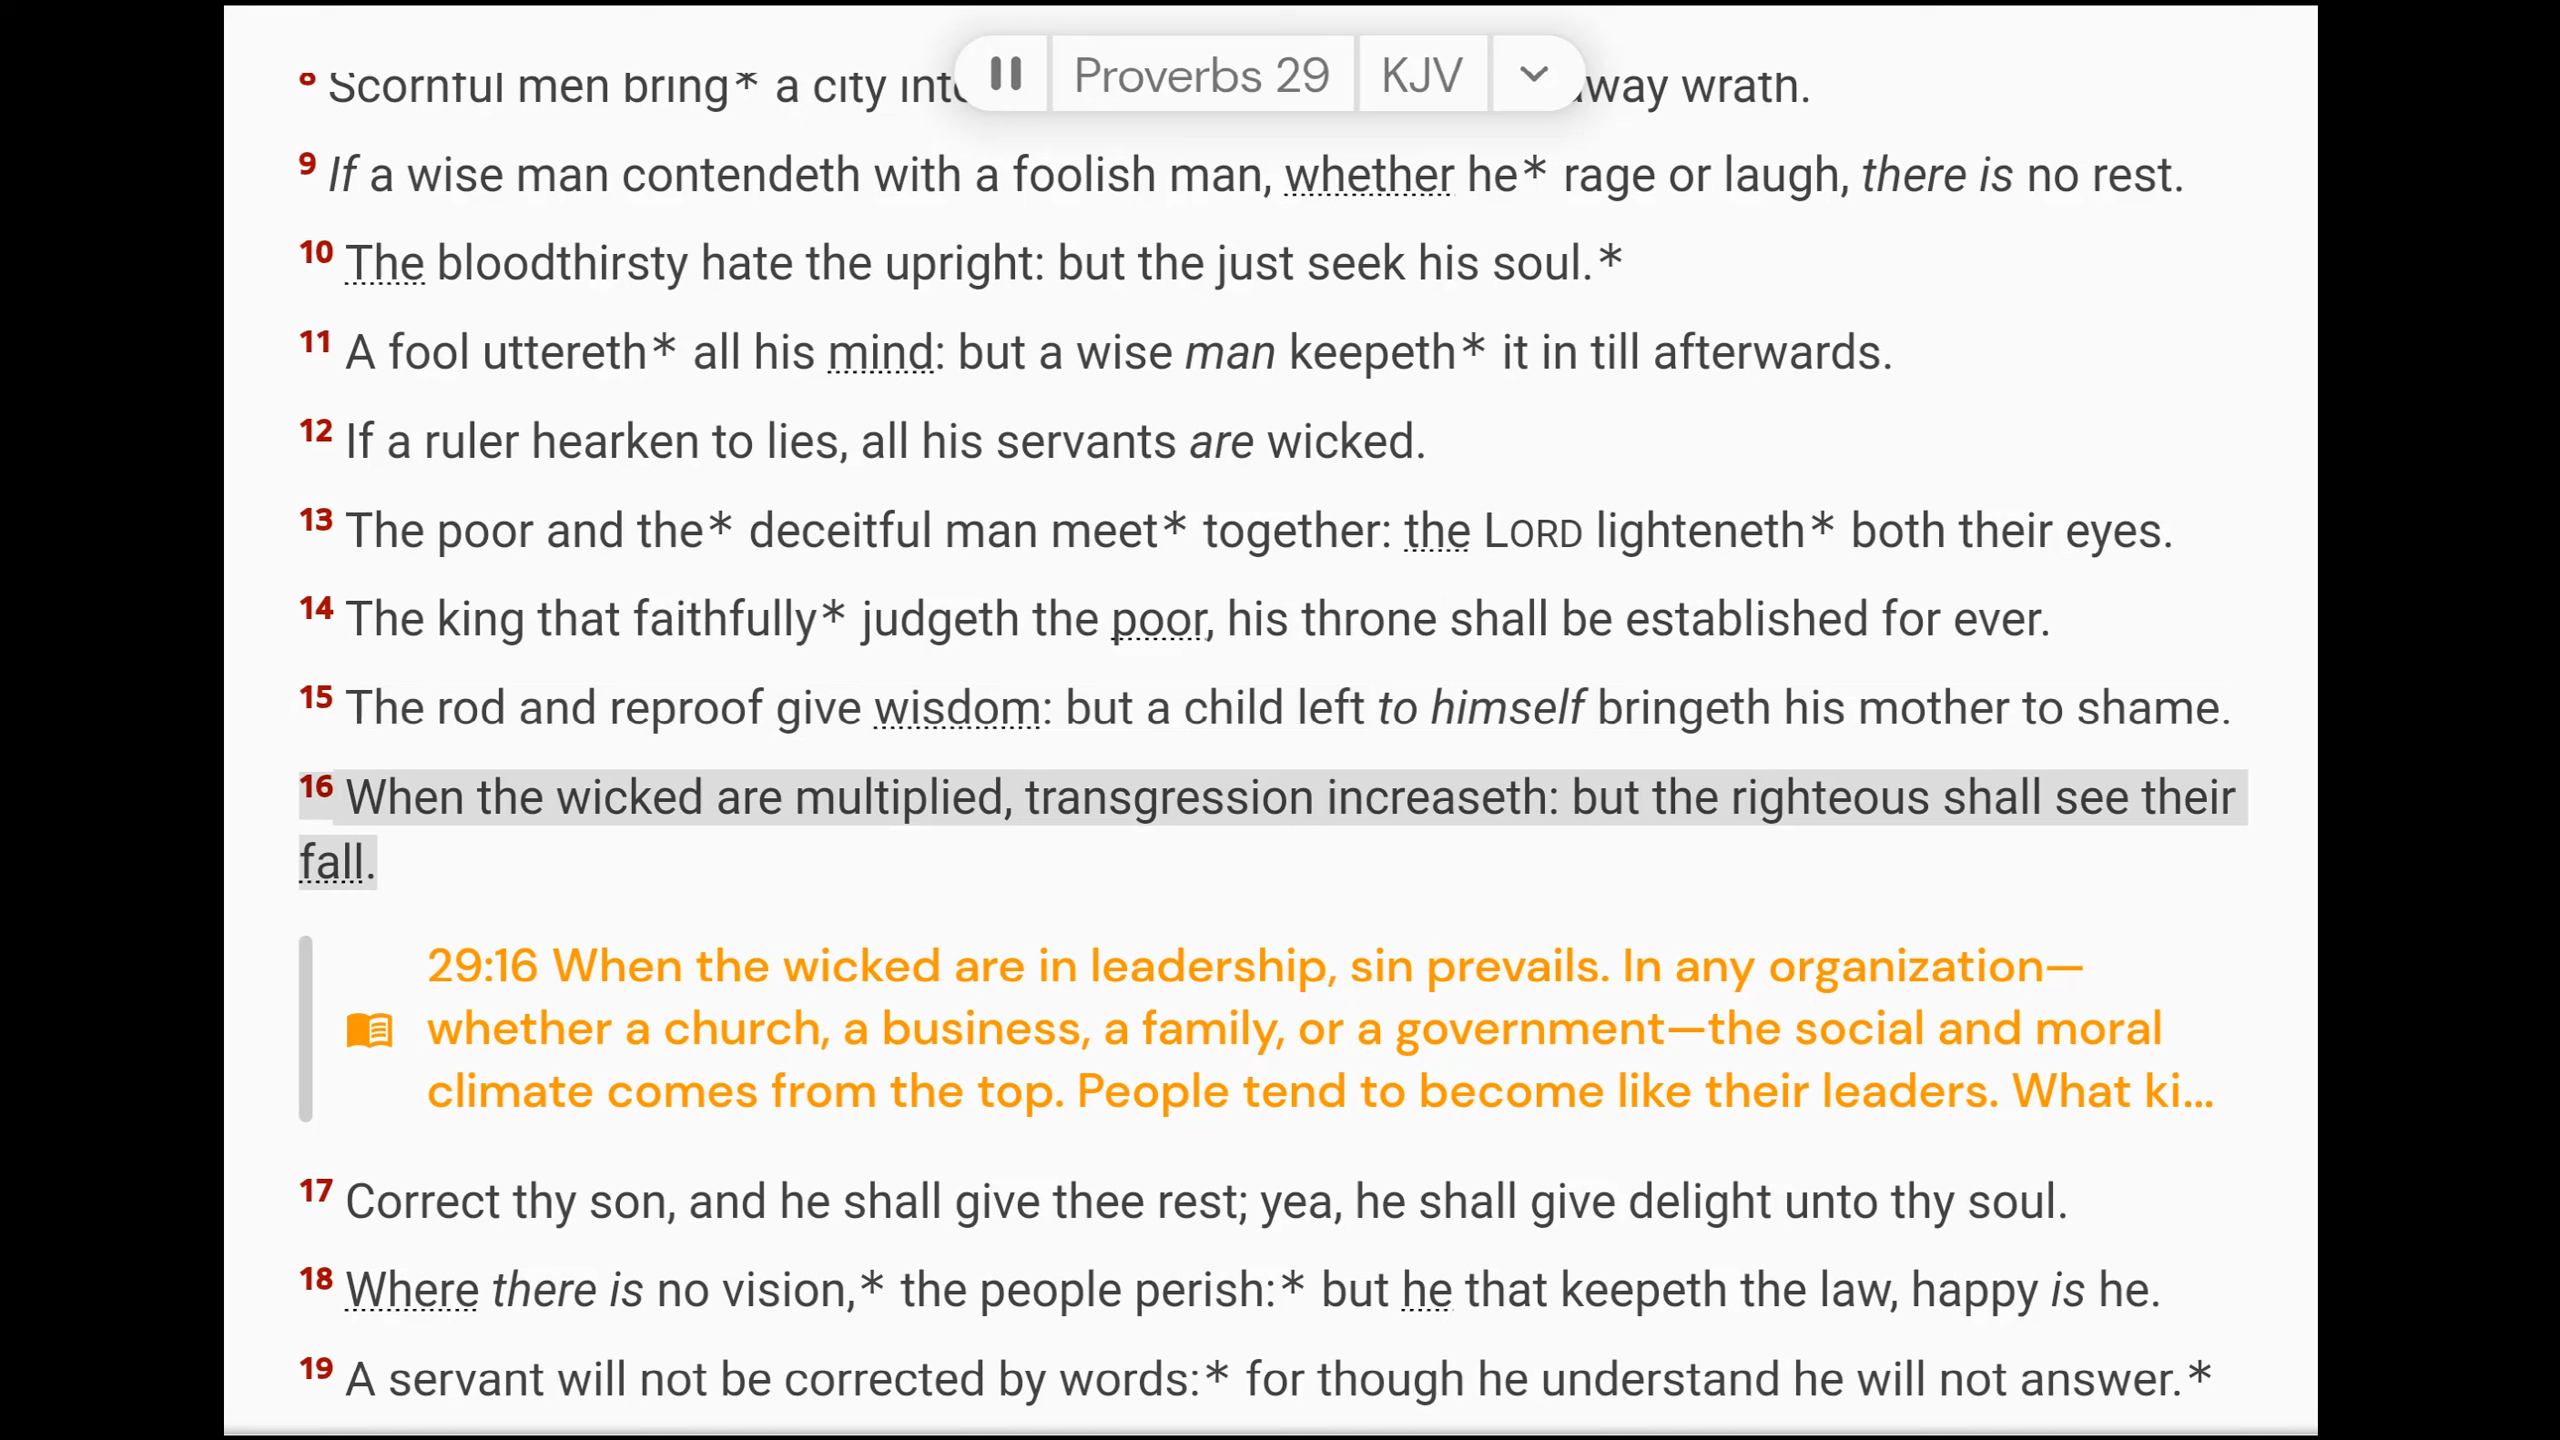 Proverbs 29 KJV
8 Scornful men bring* a city away wrath.
9 If a wise man contendeth with a foolish man, whether he* rage or laugh, there is no rest.
10 The bloodthirsty hate the upright: but the just seek his soul.*
11 A fool uttereth* all his mind: but a wise man keepeth* it in till afterwards.
12 If a ruler hearken to lies, all his servants are wicked.
13 The poor and the* deceitful man meet* together: the LORD lighteneth* both their eyes.
14 The king that faithfully* judgeth the poor, his throne shall be established for ever.
15 The rod and reproof give wisdom: but a child left to himself bringeth his mother to shame.
16 When the wicked are multiplied, transgression increaseth: but the righteous shall see their
fall.
29:16 When the wicked are in leadership, sin prevails. In any organization—
whether a church, a business, a family, or a government—the social and moral
climate comes from the top. People tend to become like their leaders. What ki...
17 Correct thy son, and he shall give thee rest; yea, he shall give delight unto thy soul.
18 Where there is no vision,* the people perish:* but he that keepeth the law, happy is he.
19 A servant will not be corrected by words:* for though he understand he will not answer.*